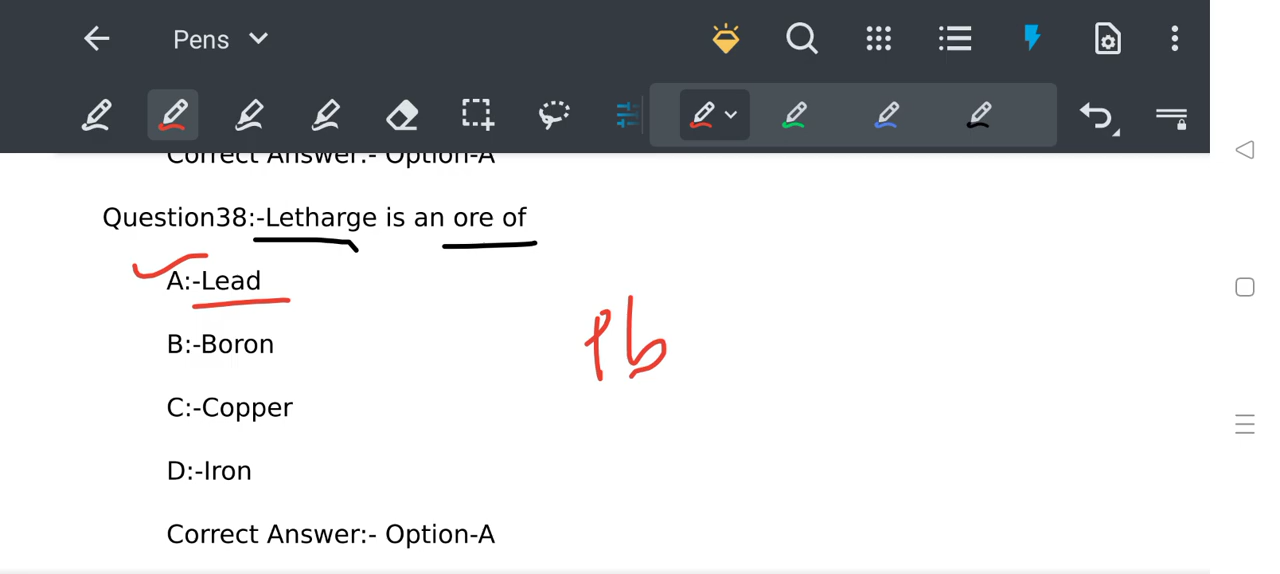 Pens
Correct Answer:- Option-A
Question38:-Letharge is an ore of
A:-Lead
B:-Boron
Pb
C:-Copper
D:-Iron
Correct Answer:- Option-A